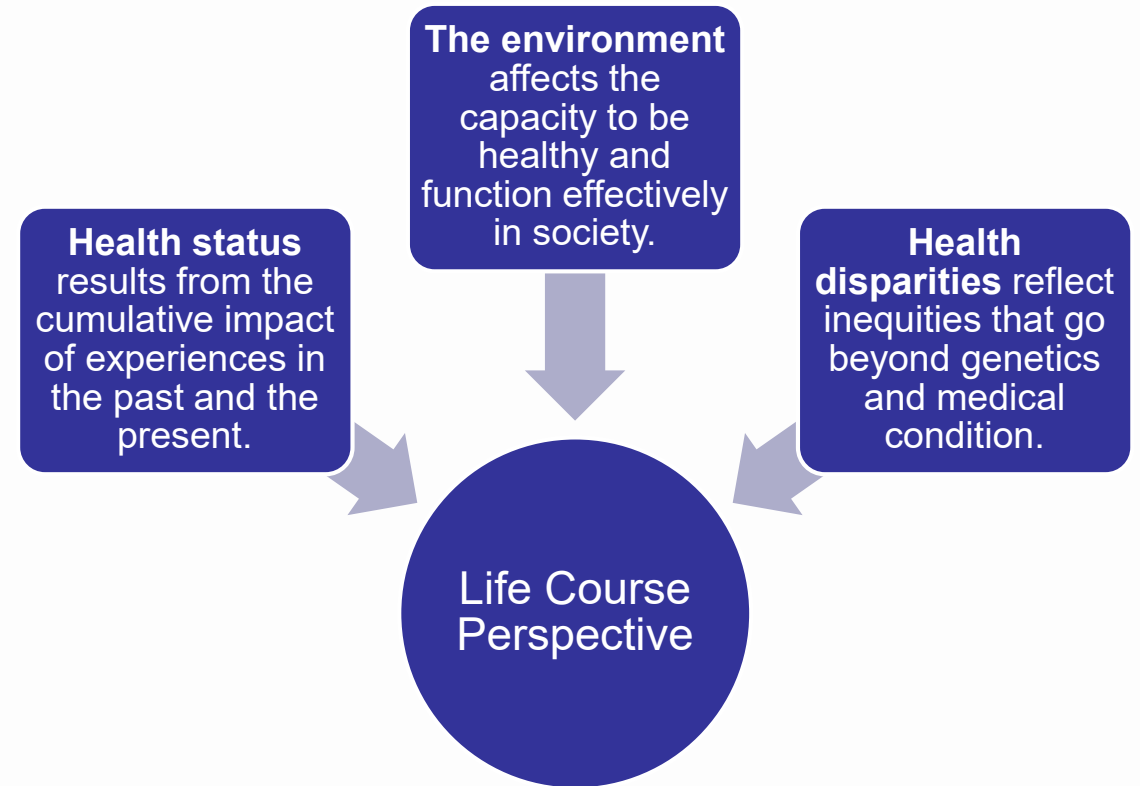 The environment
affects the
capacity to be
healthy and
function effectively
in society.
Health status
results from the
cumulative impact
of experiences in
the past and the
present.
Health
disparities reflect
inequities that go
beyond genetics
and medical
condition.
Life Course
Perspective